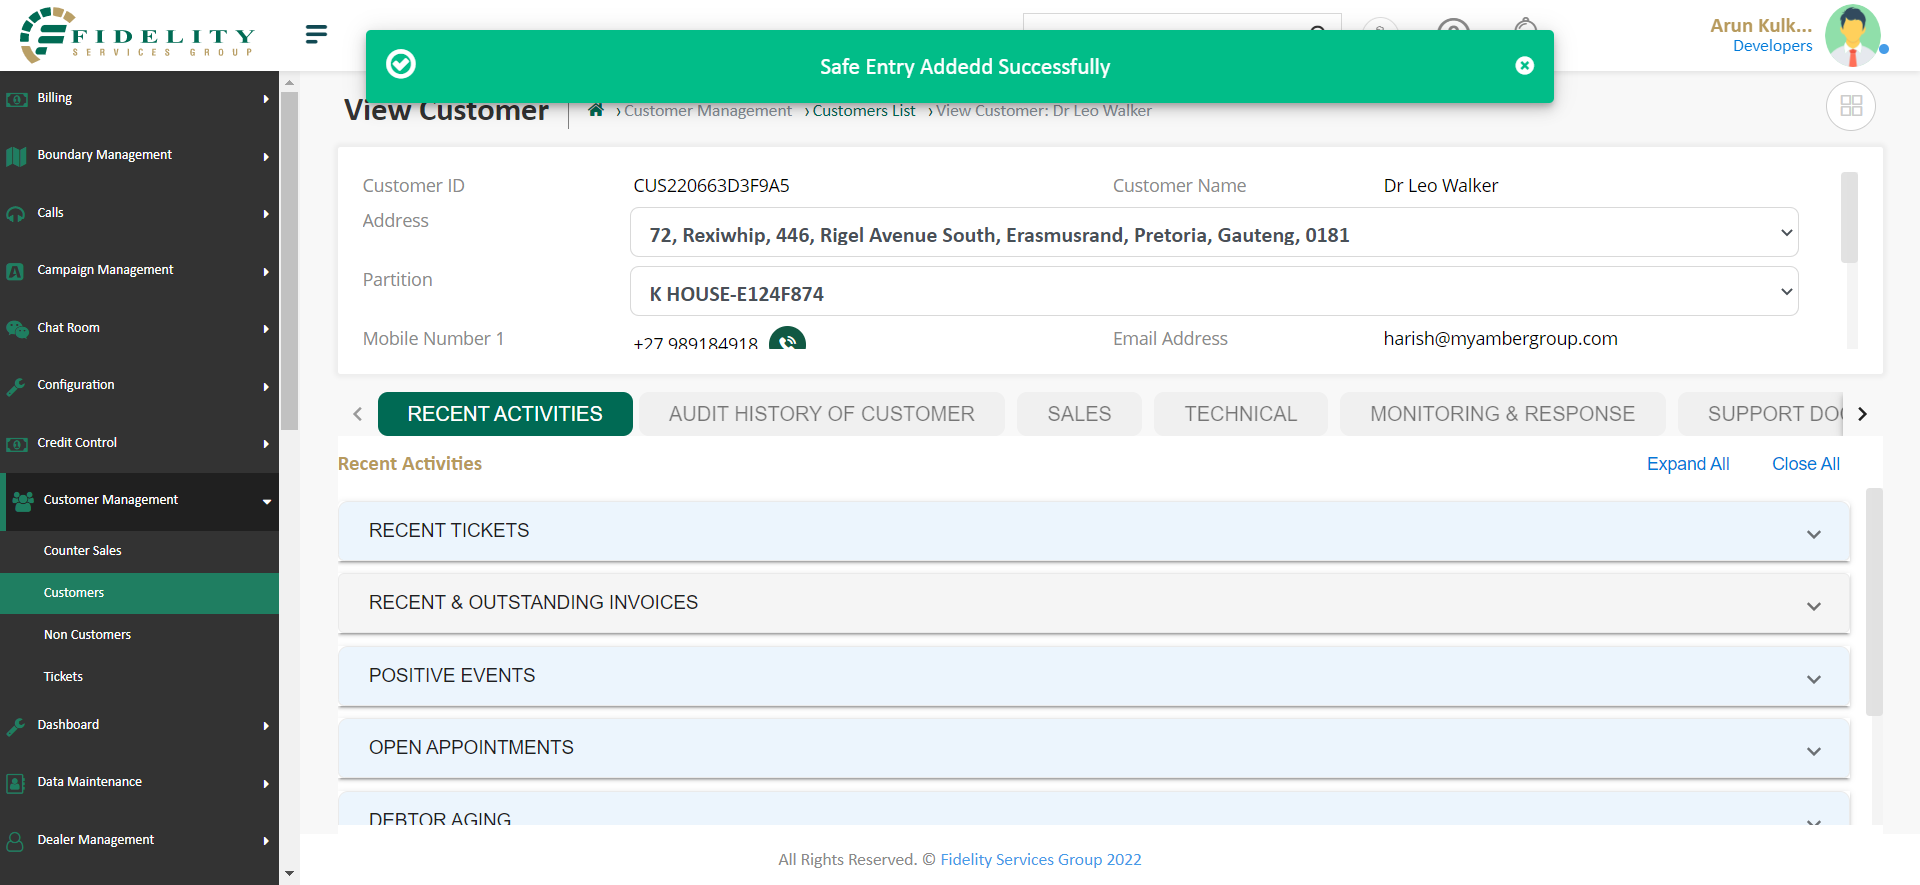 FIDELITY
SERVICES GROUP
Safe Entry Addedd Successfully
Arun Kulk...
Developers
Billing
Boundary Management
Calls
Campaign Management
Chat Room
Configuration
Credit Control
Customer Management
Counter Sales
Customers
Non Customers
Tickets
Dashboard
Data Maintenance
Dealer Management
View Customer
› Customer Management › Customers List › View Customer: Dr Leo Walker
Customer ID CUS220663D3F9A5 Customer Name Dr Leo Walker
Address 72, Rexiwhip, 446, Rigel Avenue South, Erasmusrand, Pretoria, Gauteng, 0181
Partition K HOUSE-E124F874
Mobile Number 1 +27 989184918 Email Address harish@myambergroup.com
RECENT ACTIVITIES AUDIT HISTORY OF CUSTOMER SALES TECHNICAL MONITORING & RESPONSE SUPPORT DOC
Recent Activities Expand All Close All
RECENT TICKETS
RECENT & OUTSTANDING INVOICES
POSITIVE EVENTS
OPEN APPOINTMENTS
DEBTOR AGING
All Rights Reserved. © Fidelity Services Group 2022